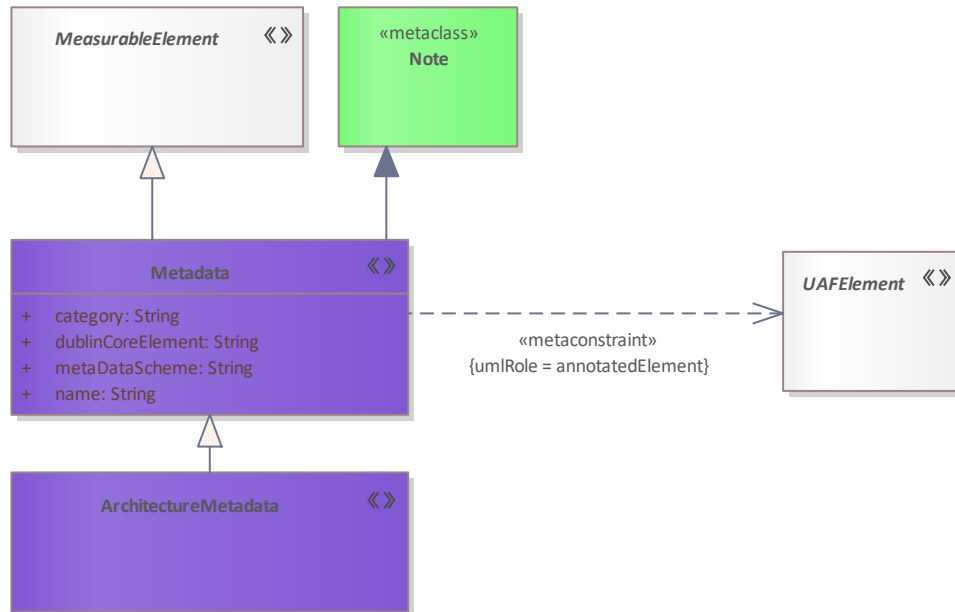 MeasurableElement
«»
«metaclass»
Note
Metadata
«»
+ category: String
+ dublinCoreElement: String
+ metaDataScheme: String
+ name: String
«metaconstraint»
{umlRole = annotatedElement}
UAFElement
«»
ArchitectureMetadata
«»